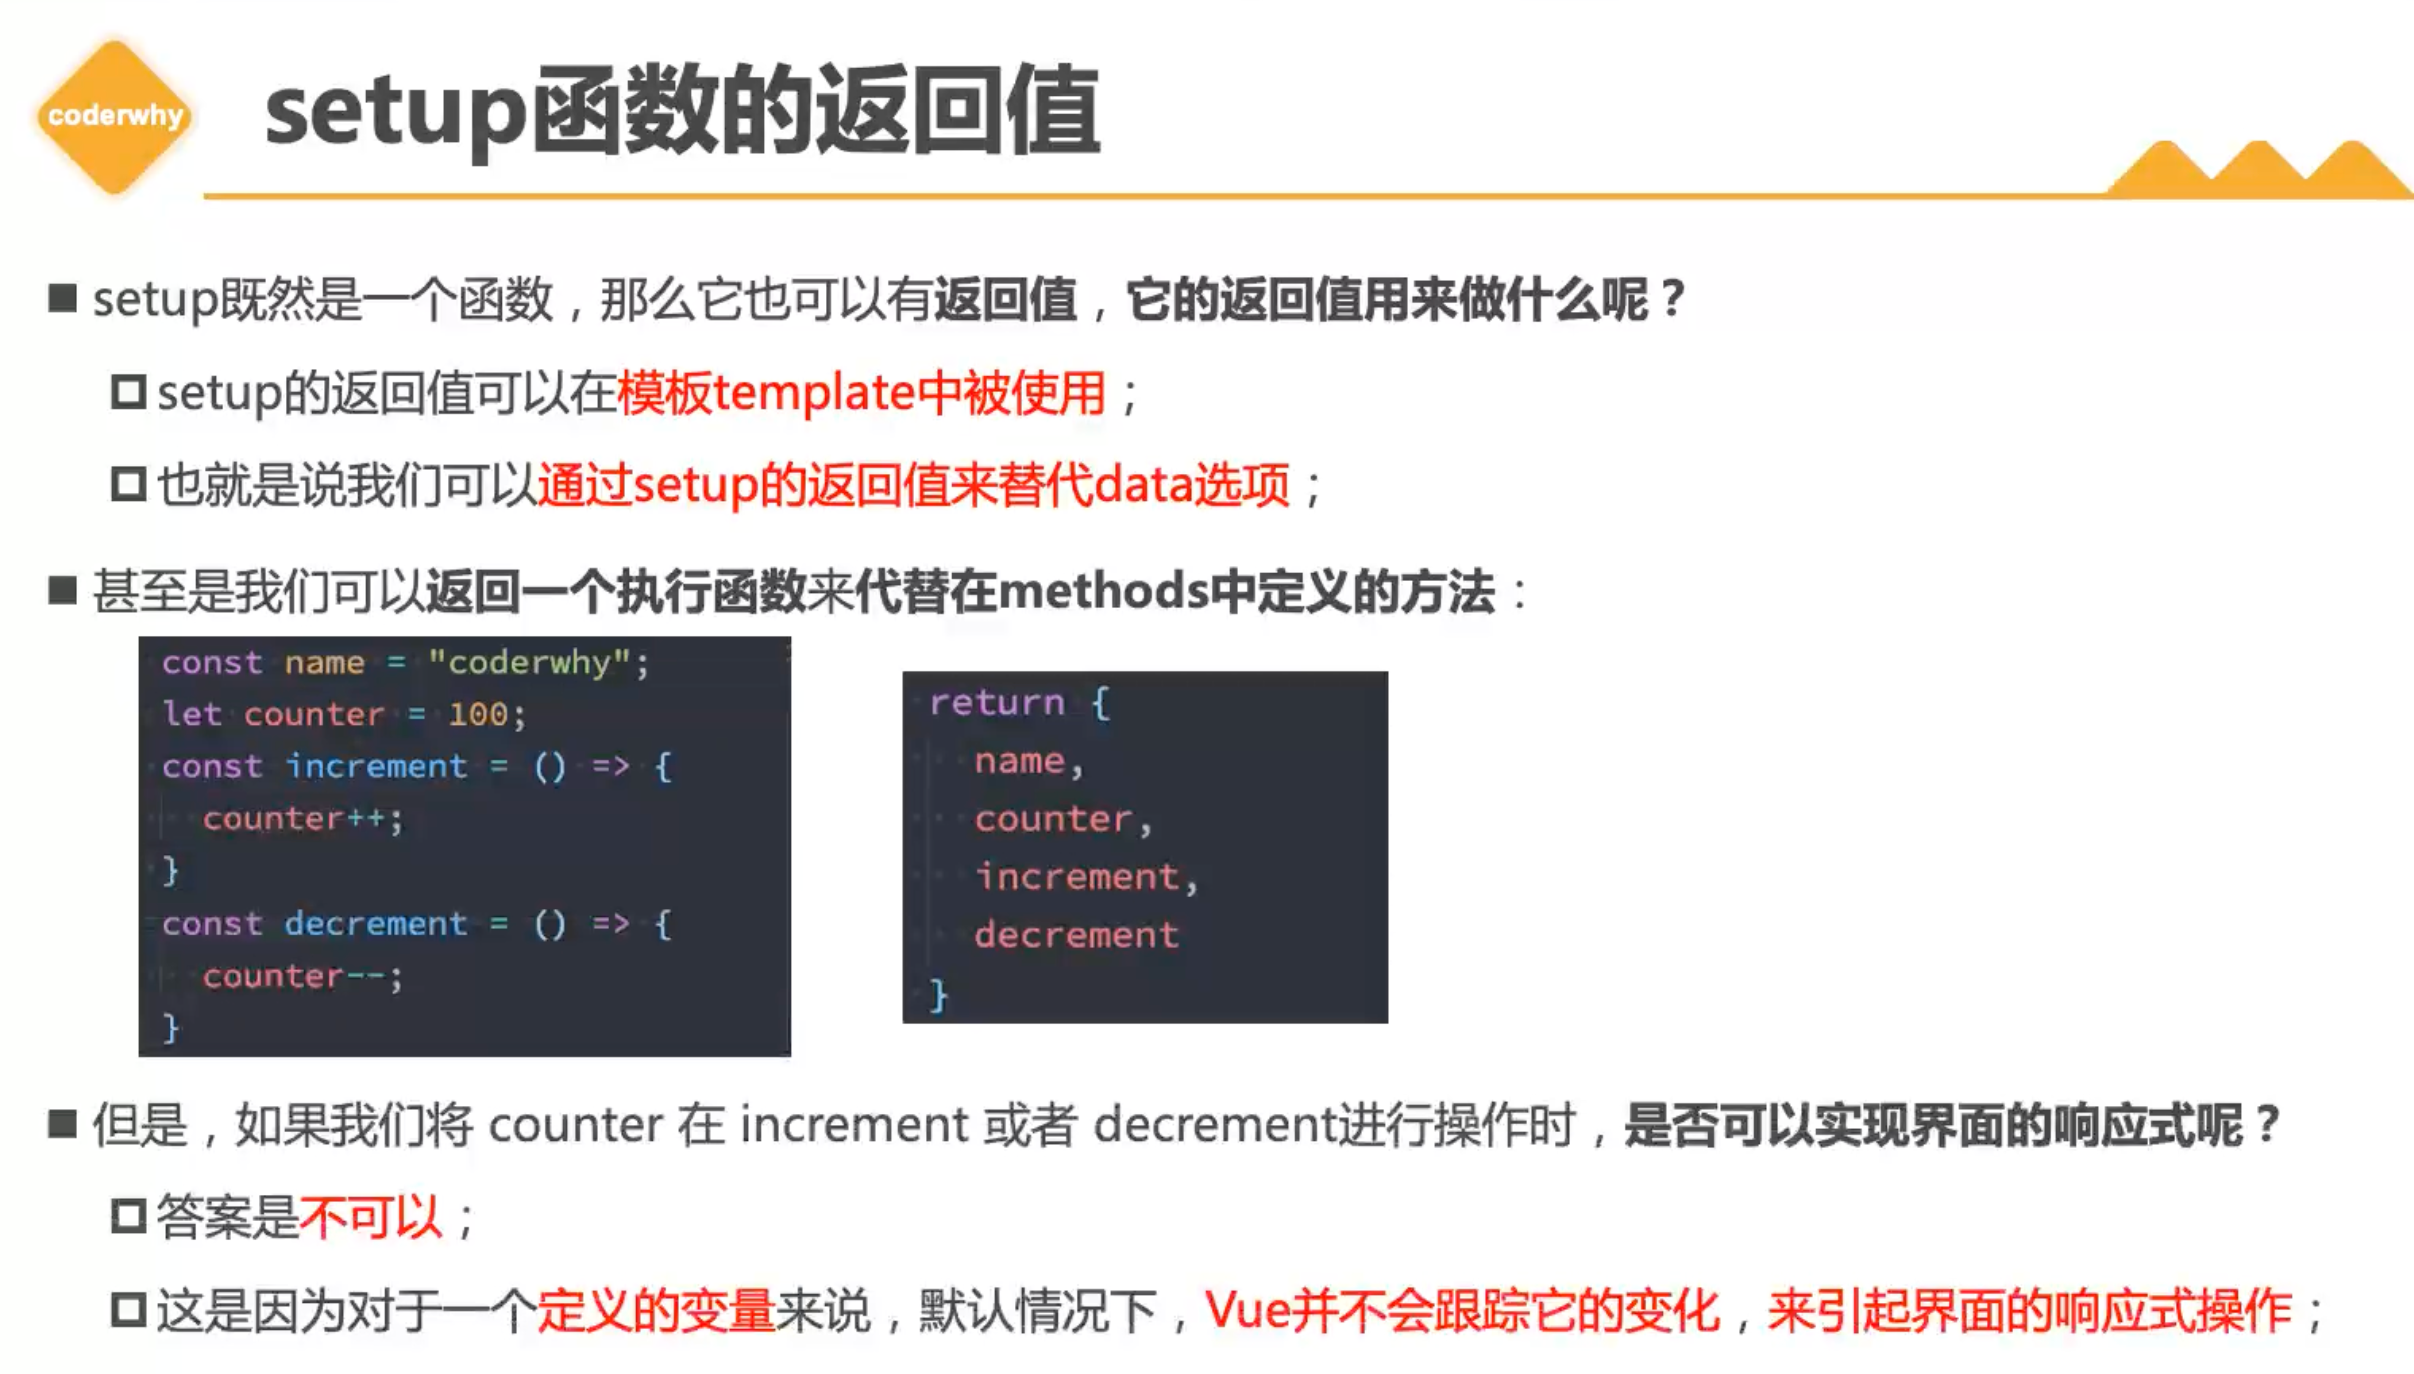 coderwhy
setup函数的返回值
setup既然是一个函数，那么它也可以有返回值，它的返回值用来做什么呢？
setup的返回值可以在模板template中被使用；
也就是说我们可以通过setup的返回值来替代data选项；
甚至是我们可以返回一个执行函数来代替在methods中定义的方法：
const name = "coderwhy";
let counter = 100;
const increment = () => {
counter++;
}
const decrement = () => {
counter--;
}
return {
name,
counter,
increment,
decrement
}
但是，如果我们将 counter 在 increment 或者 decrement进行操作时，是否可以实现界面的响应式呢？
答案是不可以；
这是因为对于一个定义的变量来说，默认情况下，Vue并不会跟踪它的变化，来引起界面的响应式操作；